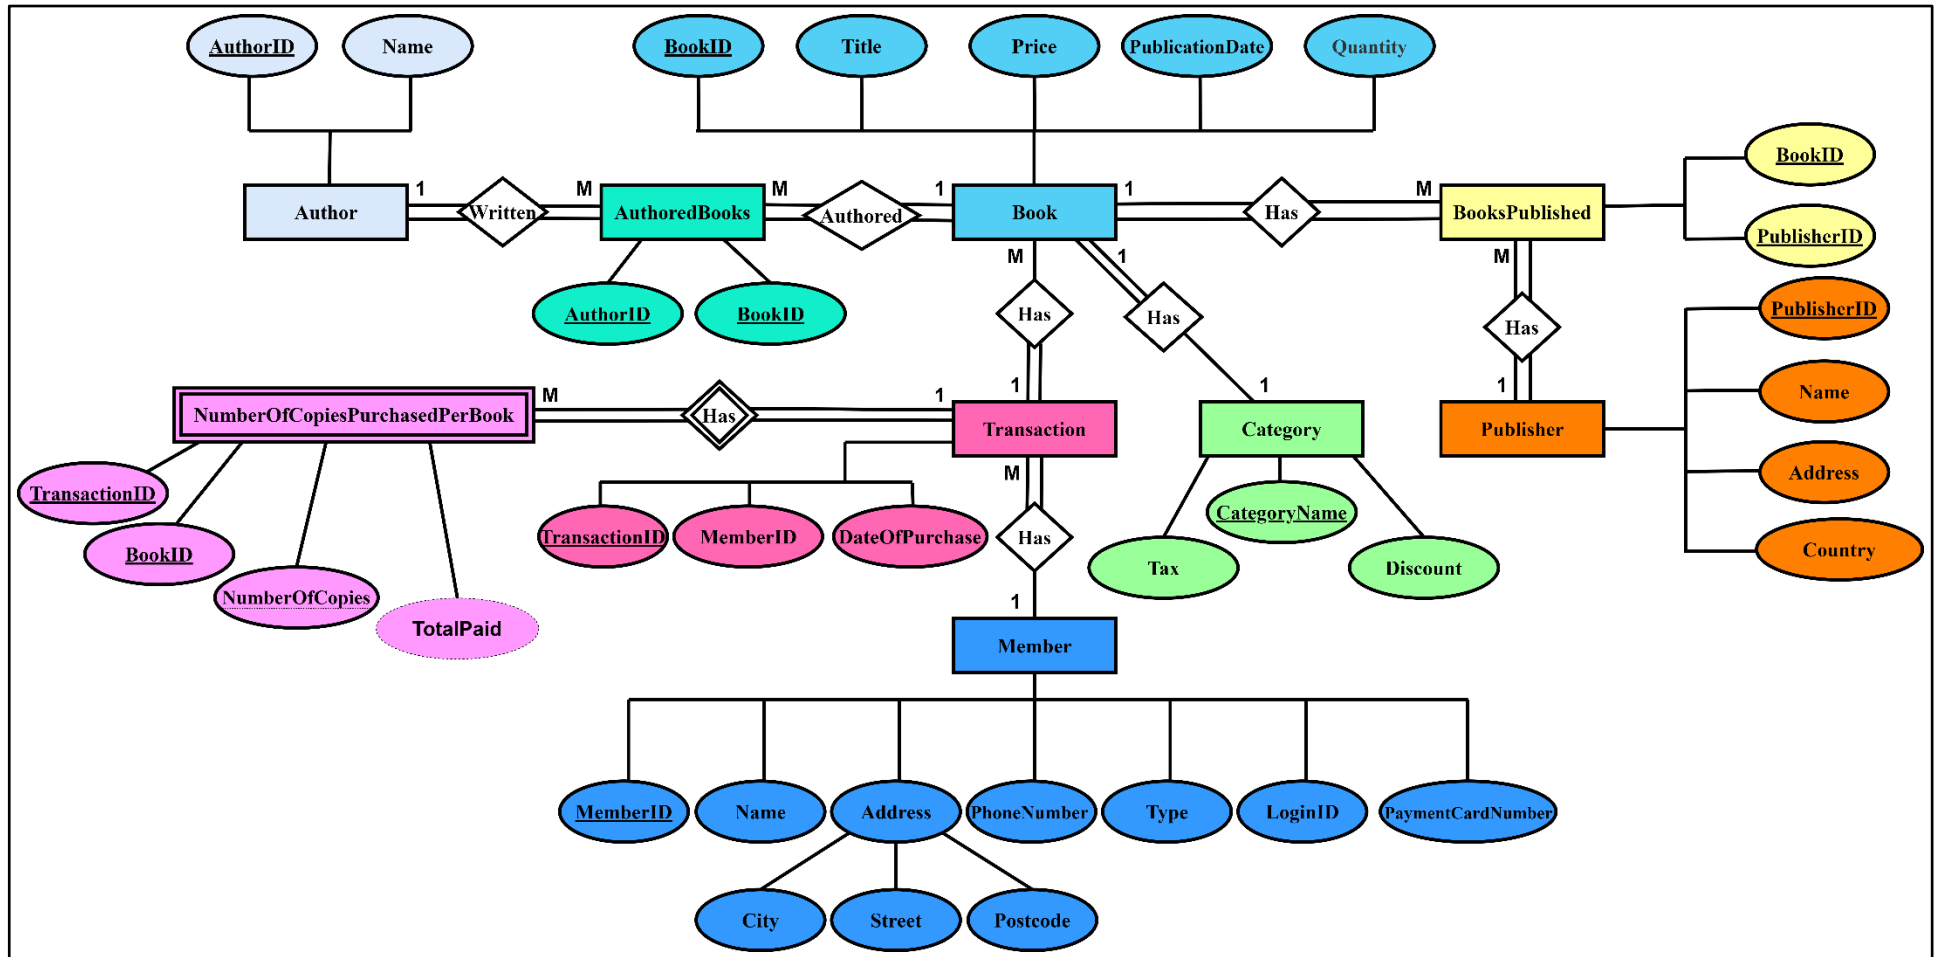 AuthorID
Name
BookID
Title
Price
PublicationDate
Quantity
BookID
Author
1
Written
M
AuthoredBooks
M
Authored
1
Book
1
Has
M
BooksPublished
PublisherID
AuthorID
BookID
M
Has
1
1
Has
1
M
Has
1
PublisherID
Name
Address
Country
NumberOfCopiesPurchasedPerBook
M
Has
1
Transaction
Category
Publisher
TransactionID
BookID
NumberOfCopies
TotalPaid
TransactionID
MemberID
DateOfPurchase
M
Has
1
Tax
CategoryName
Discount
Member
MemberID
Name
Address
PhoneNumber
Type
LoginID
PaymentCardNumber
City
Street
Postcode